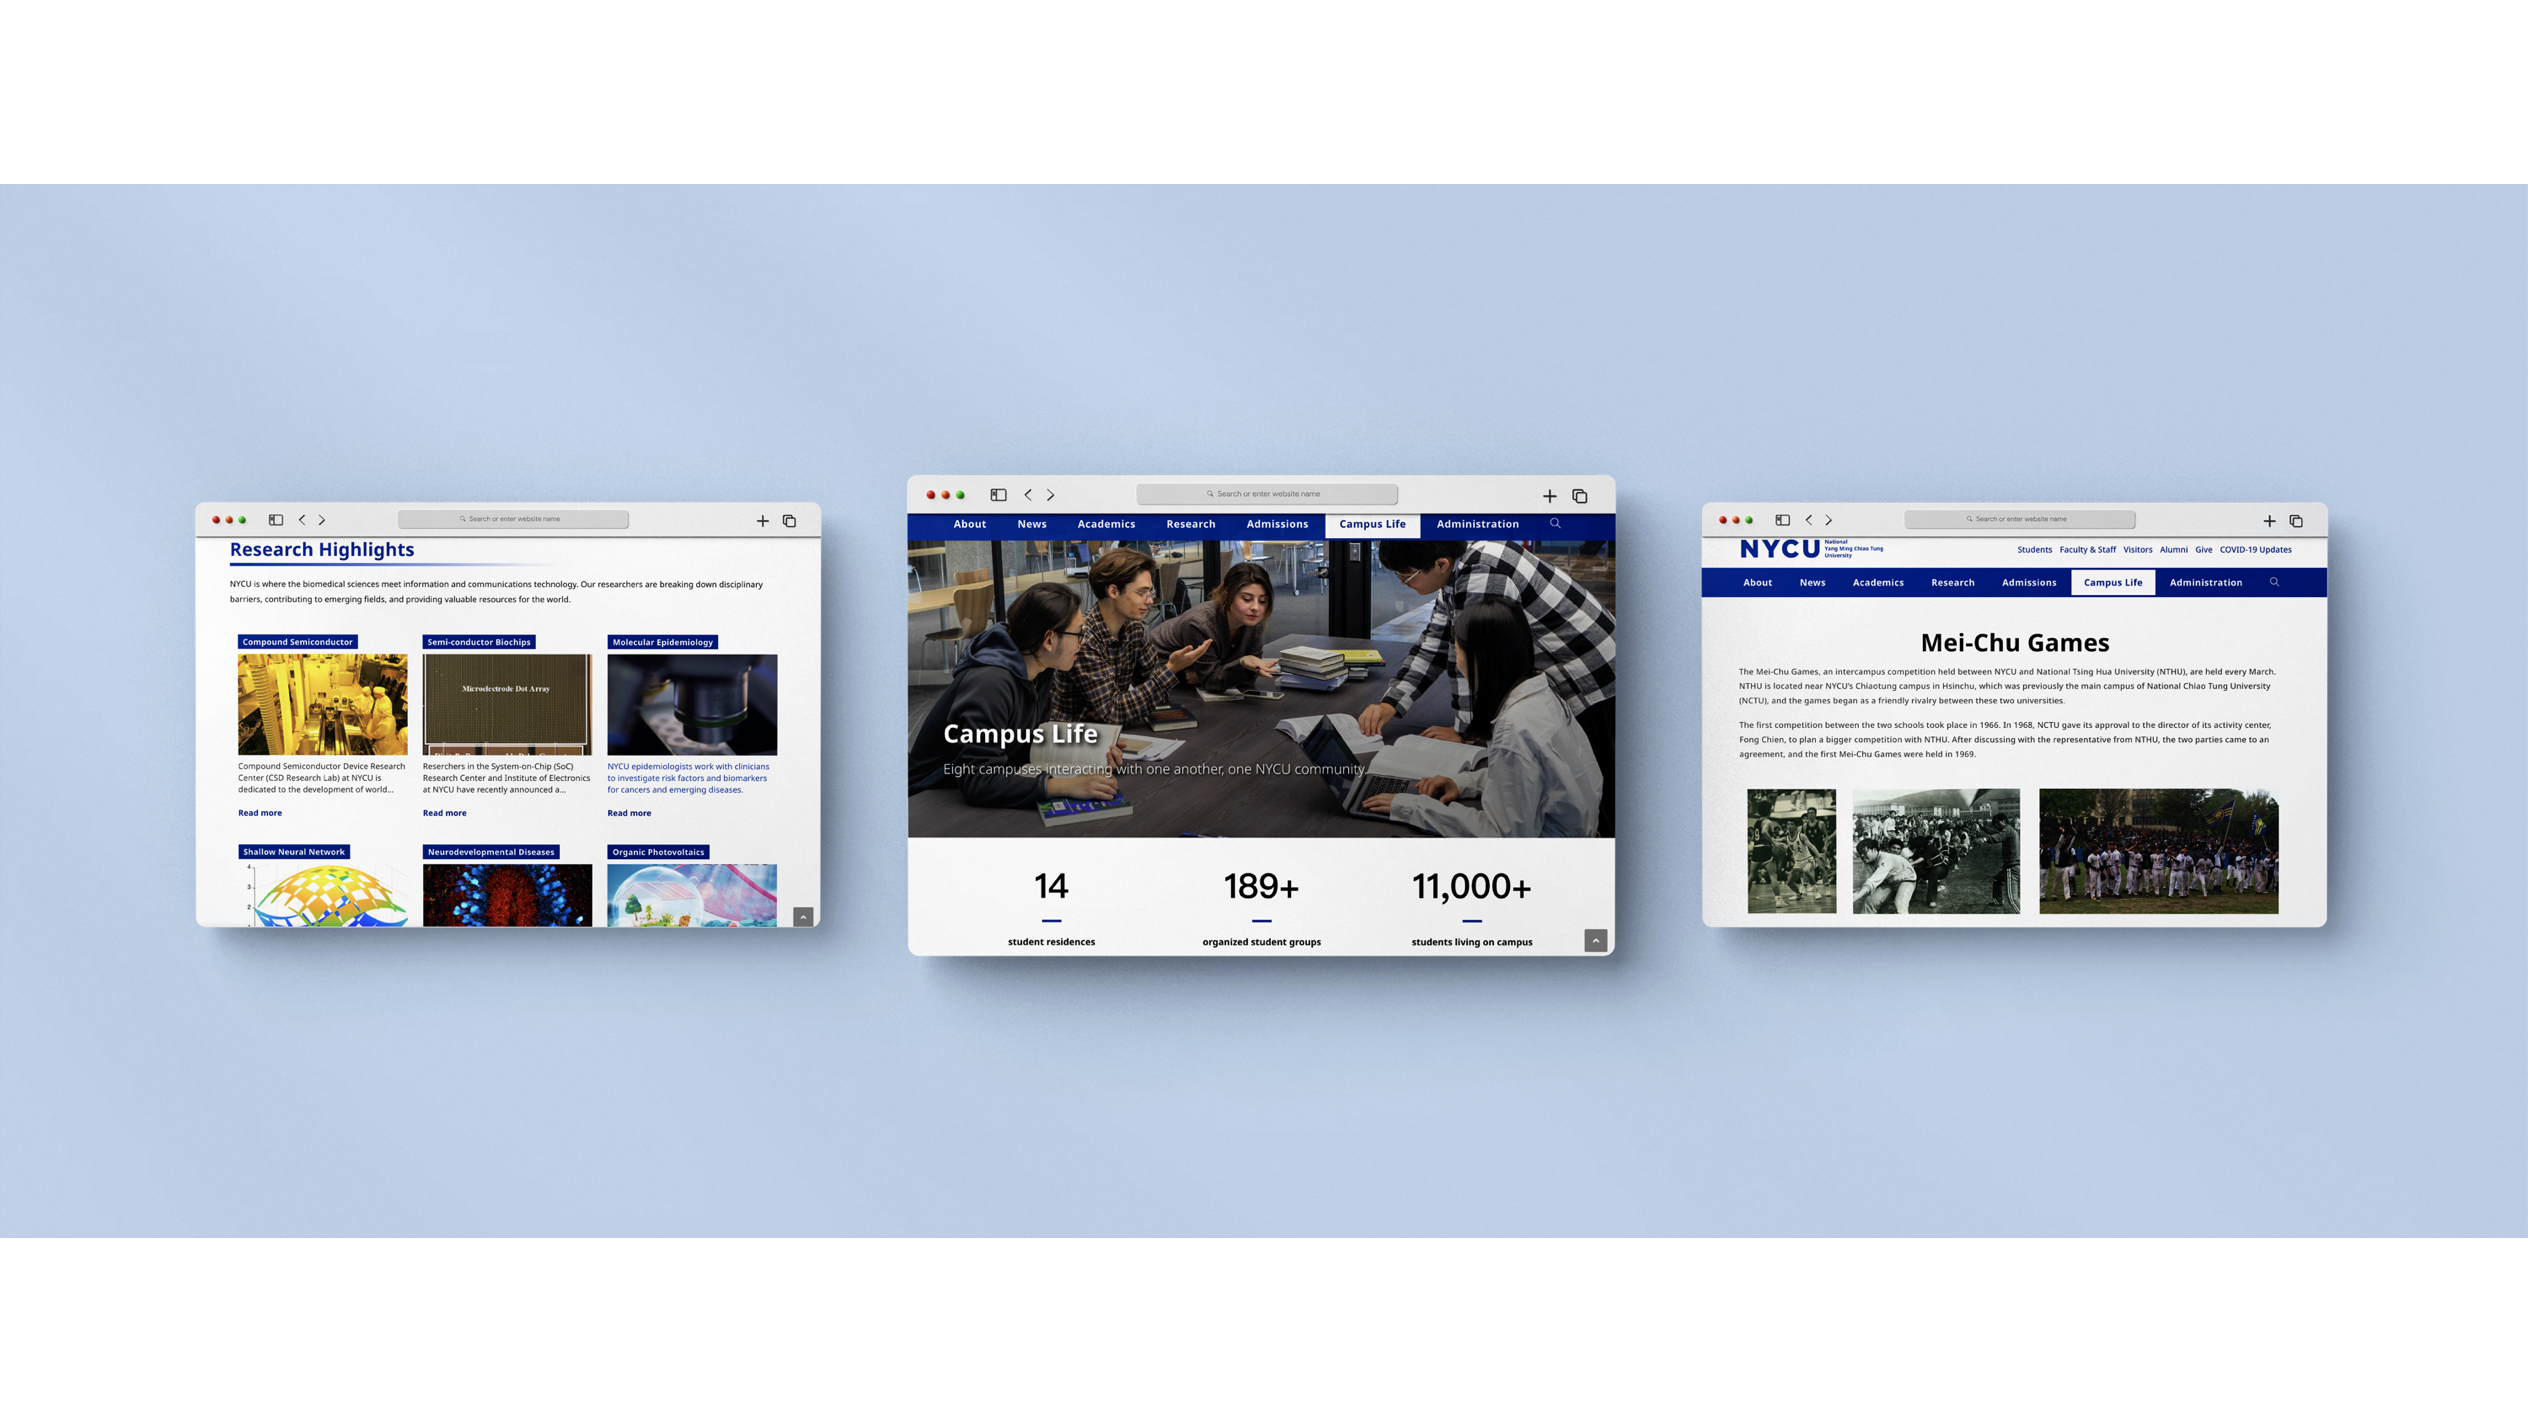 Search or enter website name
Research Highlights
NYCU is where the biomedical sciences meet information and communications technology. Our researchers are breaking down disciplinary
barriers, contributing to emerging fields, and providing valuable resources for the world.
Compound Semiconductor
Semi-conductor Biochips
Molecular Epidemiology
Microelectrode Dot Array
Compound Semiconductor Device Research
Center (CSD Research Lab) at NYCU is
dedicated to the development of world...
Read more
Reserchers in the System-on-Chip (SoC)
Research Center and Institute of Electronics
at NYCU have recently announced a...
Read more
NYCU epidemiologists work with clinicians
to investigate risk factors and biomarkers
for cancers and emerging diseases.
Read more
Shallow Neural Network
Neurodevelopmental Diseases
Organic Photovoltaics
4
3
2
Search or enter website name
About News Academics Research Admissions Campus Life Administration
Campus Life
Eight campuses interacting with one another, one NYCU community.
14
student residences
189+
organized student groups
11,000+
students living on campus
Search or enter website name
NYCU
National
Yang Ming Chiao Tung
University
Students Faculty & Staff Visitors Alumni Give COVID-19 Updates
About News Academics Research Admissions Campus Life Administration
Mei-Chu Games
The Mei-Chu Games, an intercampus competition held between NYCU and National Tsing Hua University (NTHU), are held every March.
NTHU is located near NYCU's Chiaotung campus in Hsinchu, which was previously the main campus of National Chiao Tung University
(NCTU), and the games began as a friendly rivalry between these two universities.
The first competition between the two schools took place in 1966. In 1968, NCTU gave its approval to the director of its activity center,
Fong Chien, to plan a bigger competition with NTHU. After discussing with the representative from NTHU, the two parties came to an
agreement, and the first Mei-Chu Games were held in 1969.